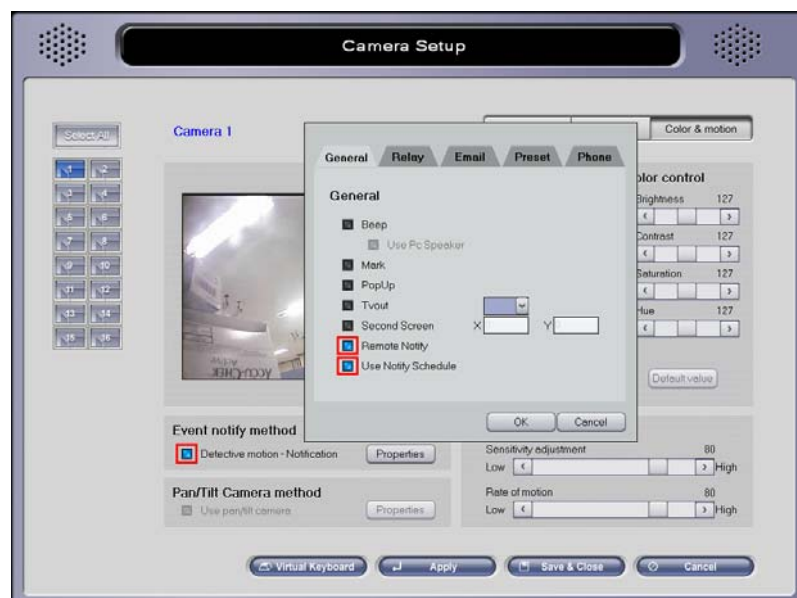 Camera Setup
Select All
Camera 1
Color & motion
General Relay Email Preset Phone
General
Beep
Use Pc Speaker
Mark
PopUp
Tvout
Second Screen X Y
Remote Notify
Use Notify Schedule
OK Cancel
olor control
Brightness 127
Contrast 127
Saturation 127
Hue 127
Default value
1 2
3 4
5 6
7 8
9 10
11 12
13 14
15 16
ACCU-CHEK
Event notify method
Detective motion - Notification Properties
Pan/Tilt Camera method
Use pan/tilt camera Properties
Sensitivity adjustment 80
Low High
Rate of motion 80
Low High
Virtual Keyboard Apply Save & Close Cancel